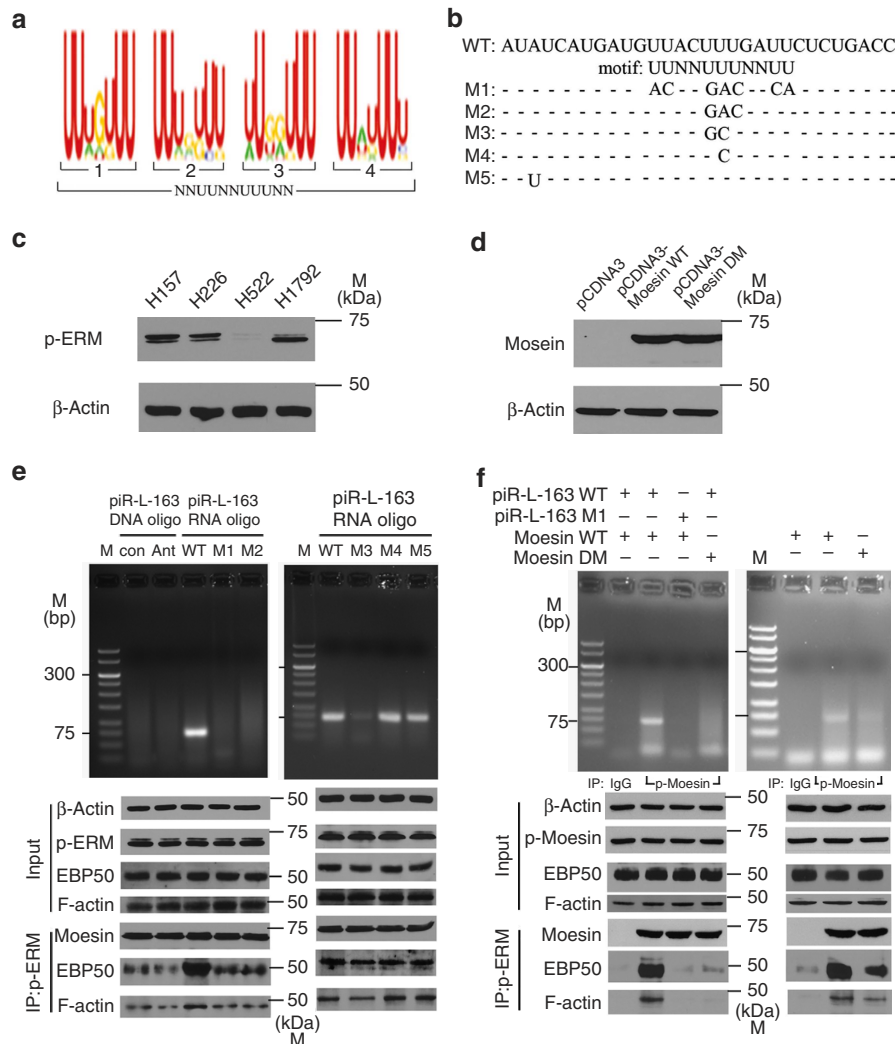 a
1 2 3 4
NNUUNNUUUNN
b
WT: AUAUCAUGAUGUUACUUUGAUUCUCUGACC
motif: UUNNUUUNNUU
M1: - - - - - - - - - - - AC - - GAC - - CA - - - - - - -
M2: - - - - - - - - - - - - - - - GAC - - - - - - - - - - -
M3: - - - - - - - - - - - - - - - GC - - - - - - - - - - - -
M4: - - - - - - - - - - - - - - - - C - - - - - - - - - - - -
M5: - - U - - - - - - - - - - - - - - - - - - - - - - - - - -
c
H157 H226 H522 H1792 M (kDa)
p-ERM 75
β-Actin 50
d
pCDNA3 pCDNA3-Moesin WT pCDNA3-Moesin DM M (kDa)
Mosein 75
β-Actin 50
e
piR-L-163 DNA oligo piR-L-163 RNA oligo piR-L-163 RNA oligo
M con Ant WT M1 M2 M WT M3 M4 M5
M (bp)
300
75
Input
β-Actin 50
p-ERM 75
EBP50 50
F-actin 50
IP:p-ERM
Moesin 75
EBP50 50
F-actin 50
(kDa)
M
f
piR-L-163 WT + + – +
piR-L-163 M1 – – + –
Moesin WT + + + – + + –
Moesin DM – – – + – – +
M
M (bp)
300
75
IP: IgG p-Moesin IP: IgG p-Moesin
Input
β-Actin 50
p-Moesin 75
EBP50 50
F-actin 50
IP:p-ERM
Moesin 75
EBP50 50
F-actin 50
(kDa)
M